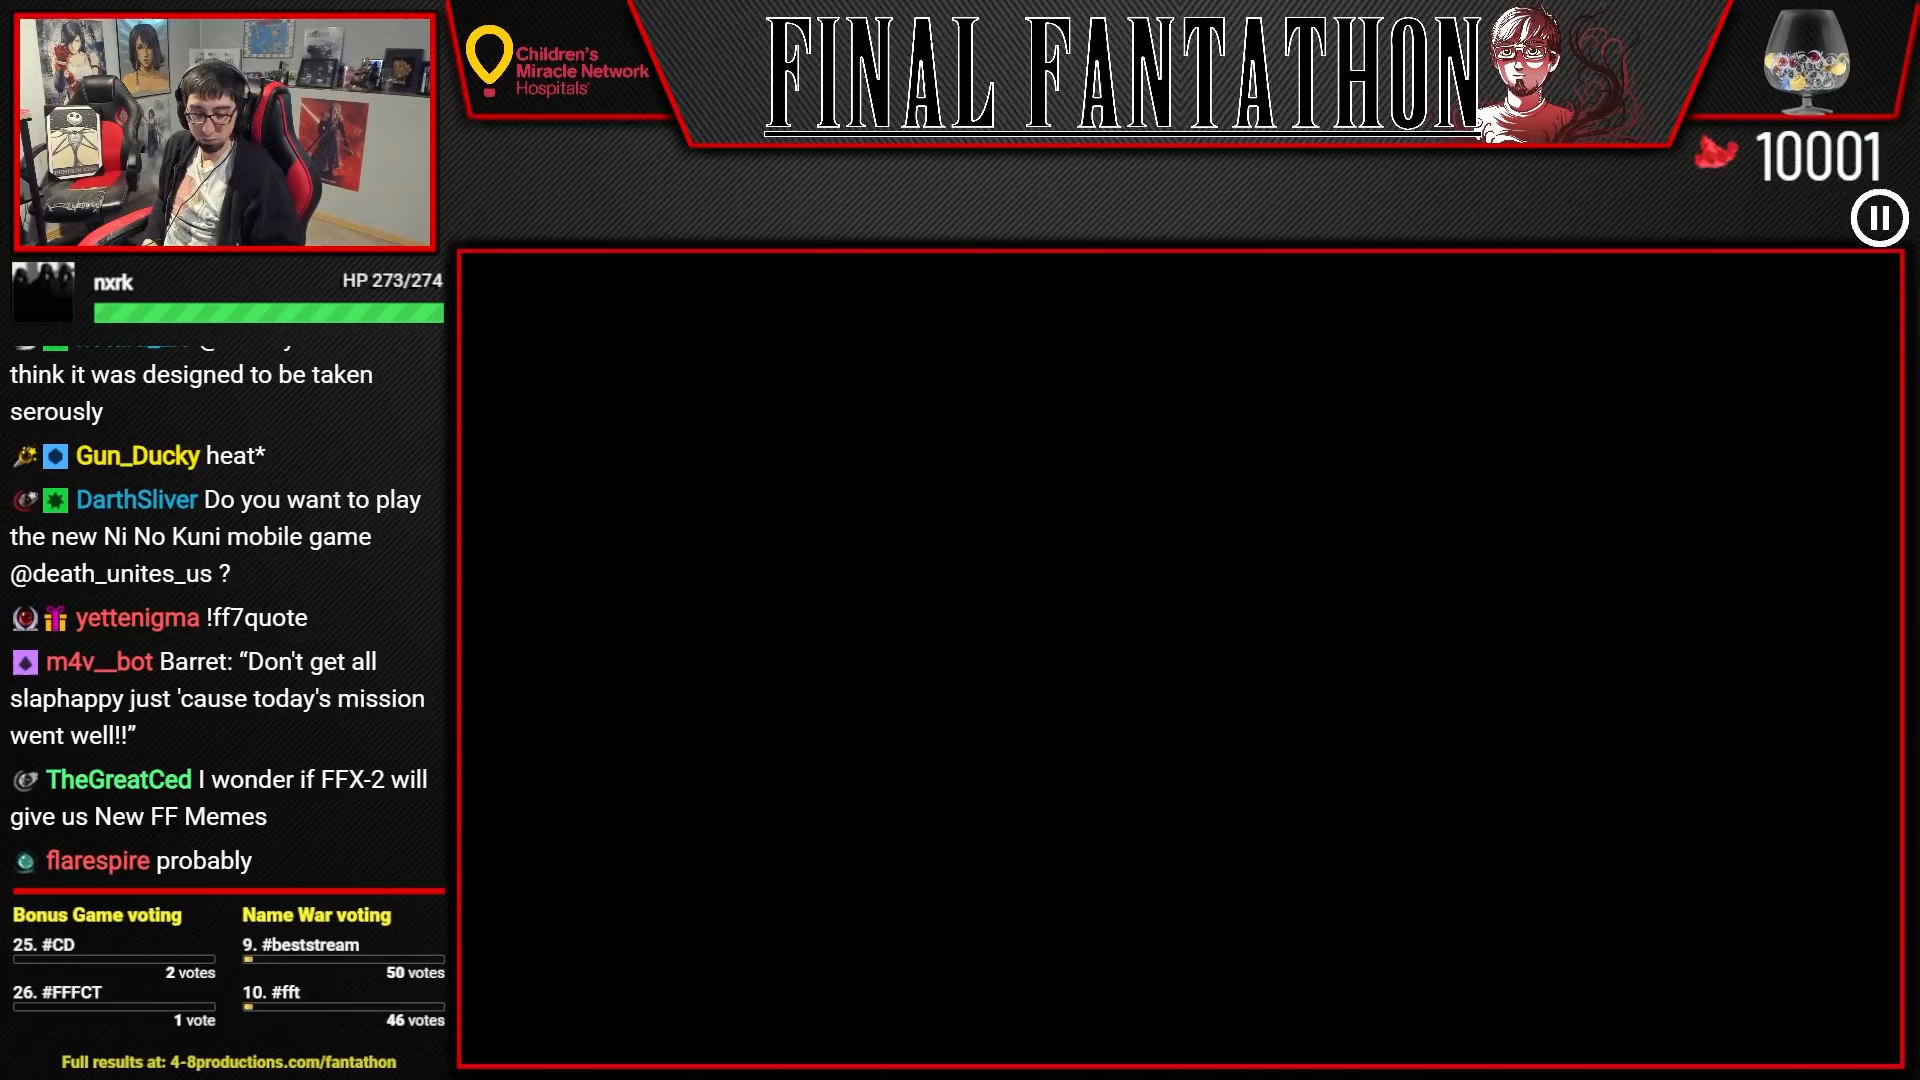 Children's
Miracle Network
Hospitals
FINAL FANTATHON
10001
nxrk
HP 273/274
think it was designed to be taken
serously
Gun_Ducky heat*
DarthSliver Do you want to play
the new Ni No Kuni mobile game
@death_unites_us ?
yettenigma !ff7quote
m4v__bot Barret: “Don't get all
slaphappy just 'cause today's mission
went well!!”
TheGreatCed I wonder if FFX-2 will
give us New FF Memes
flarespire probably
Bonus Game voting
25. #CD
2 votes
26. #FFFCT
1 vote
Name War voting
9. #beststream
50 votes
10. #fft
46 votes
Full results at: 4-8productions.com/fantathon